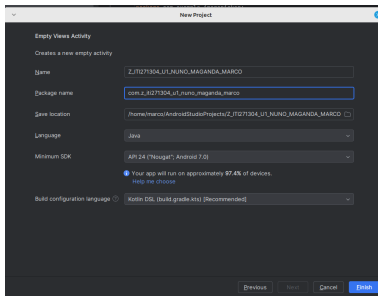 New Project
Empty Views Activity
Creates a new empty activity
Name Z_ITI271304_U1_NUNO_MAGANDA_MARCO
Package name com.z_iti271304_u1_nuno_maganda_marco
Save location /home/marco/AndroidStudioProjects/Z_ITI271304_U1_NUNO_MAGANDA_MARCO
Language Java
Minimum SDK API 24 ("Nougat"; Android 7.0)
Your app will run on approximately 97.4% of devices.
Help me choose
Build configuration language Kotlin DSL (build.gradle.kts) [Recommended]
Previous Next Cancel Finish